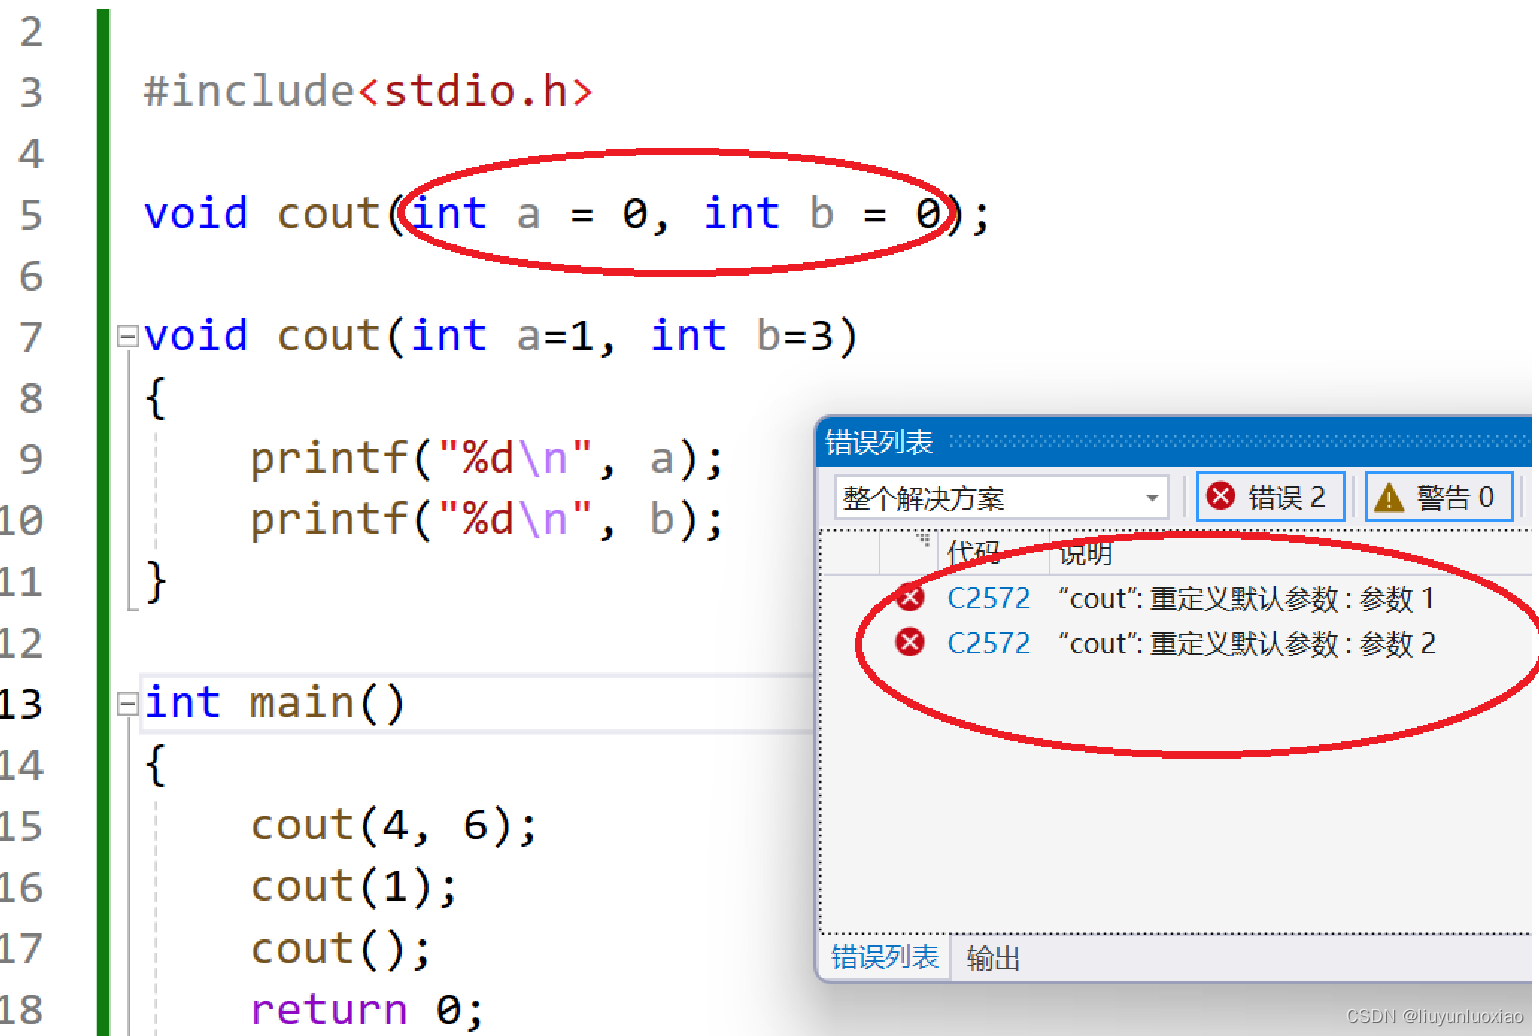 2
3 #include<stdio.h>
4
5 void cout(int a = 0, int b = 0);
6
7 void cout(int a=1, int b=3)
8 {
9 printf("%d\n", a);
10 printf("%d\n", b);
11 }
12
13 int main()
14 {
15 cout(4, 6);
16 cout(1);
17 cout();
18 return 0;
错误列表
整个解决方案 错误 2 警告 0
代码 说明
C2572 “cout”: 重定义默认参数 : 参数 1
C2572 “cout”: 重定义默认参数 : 参数 2
错误列表 输出
CSDN @liuyunluoxiao